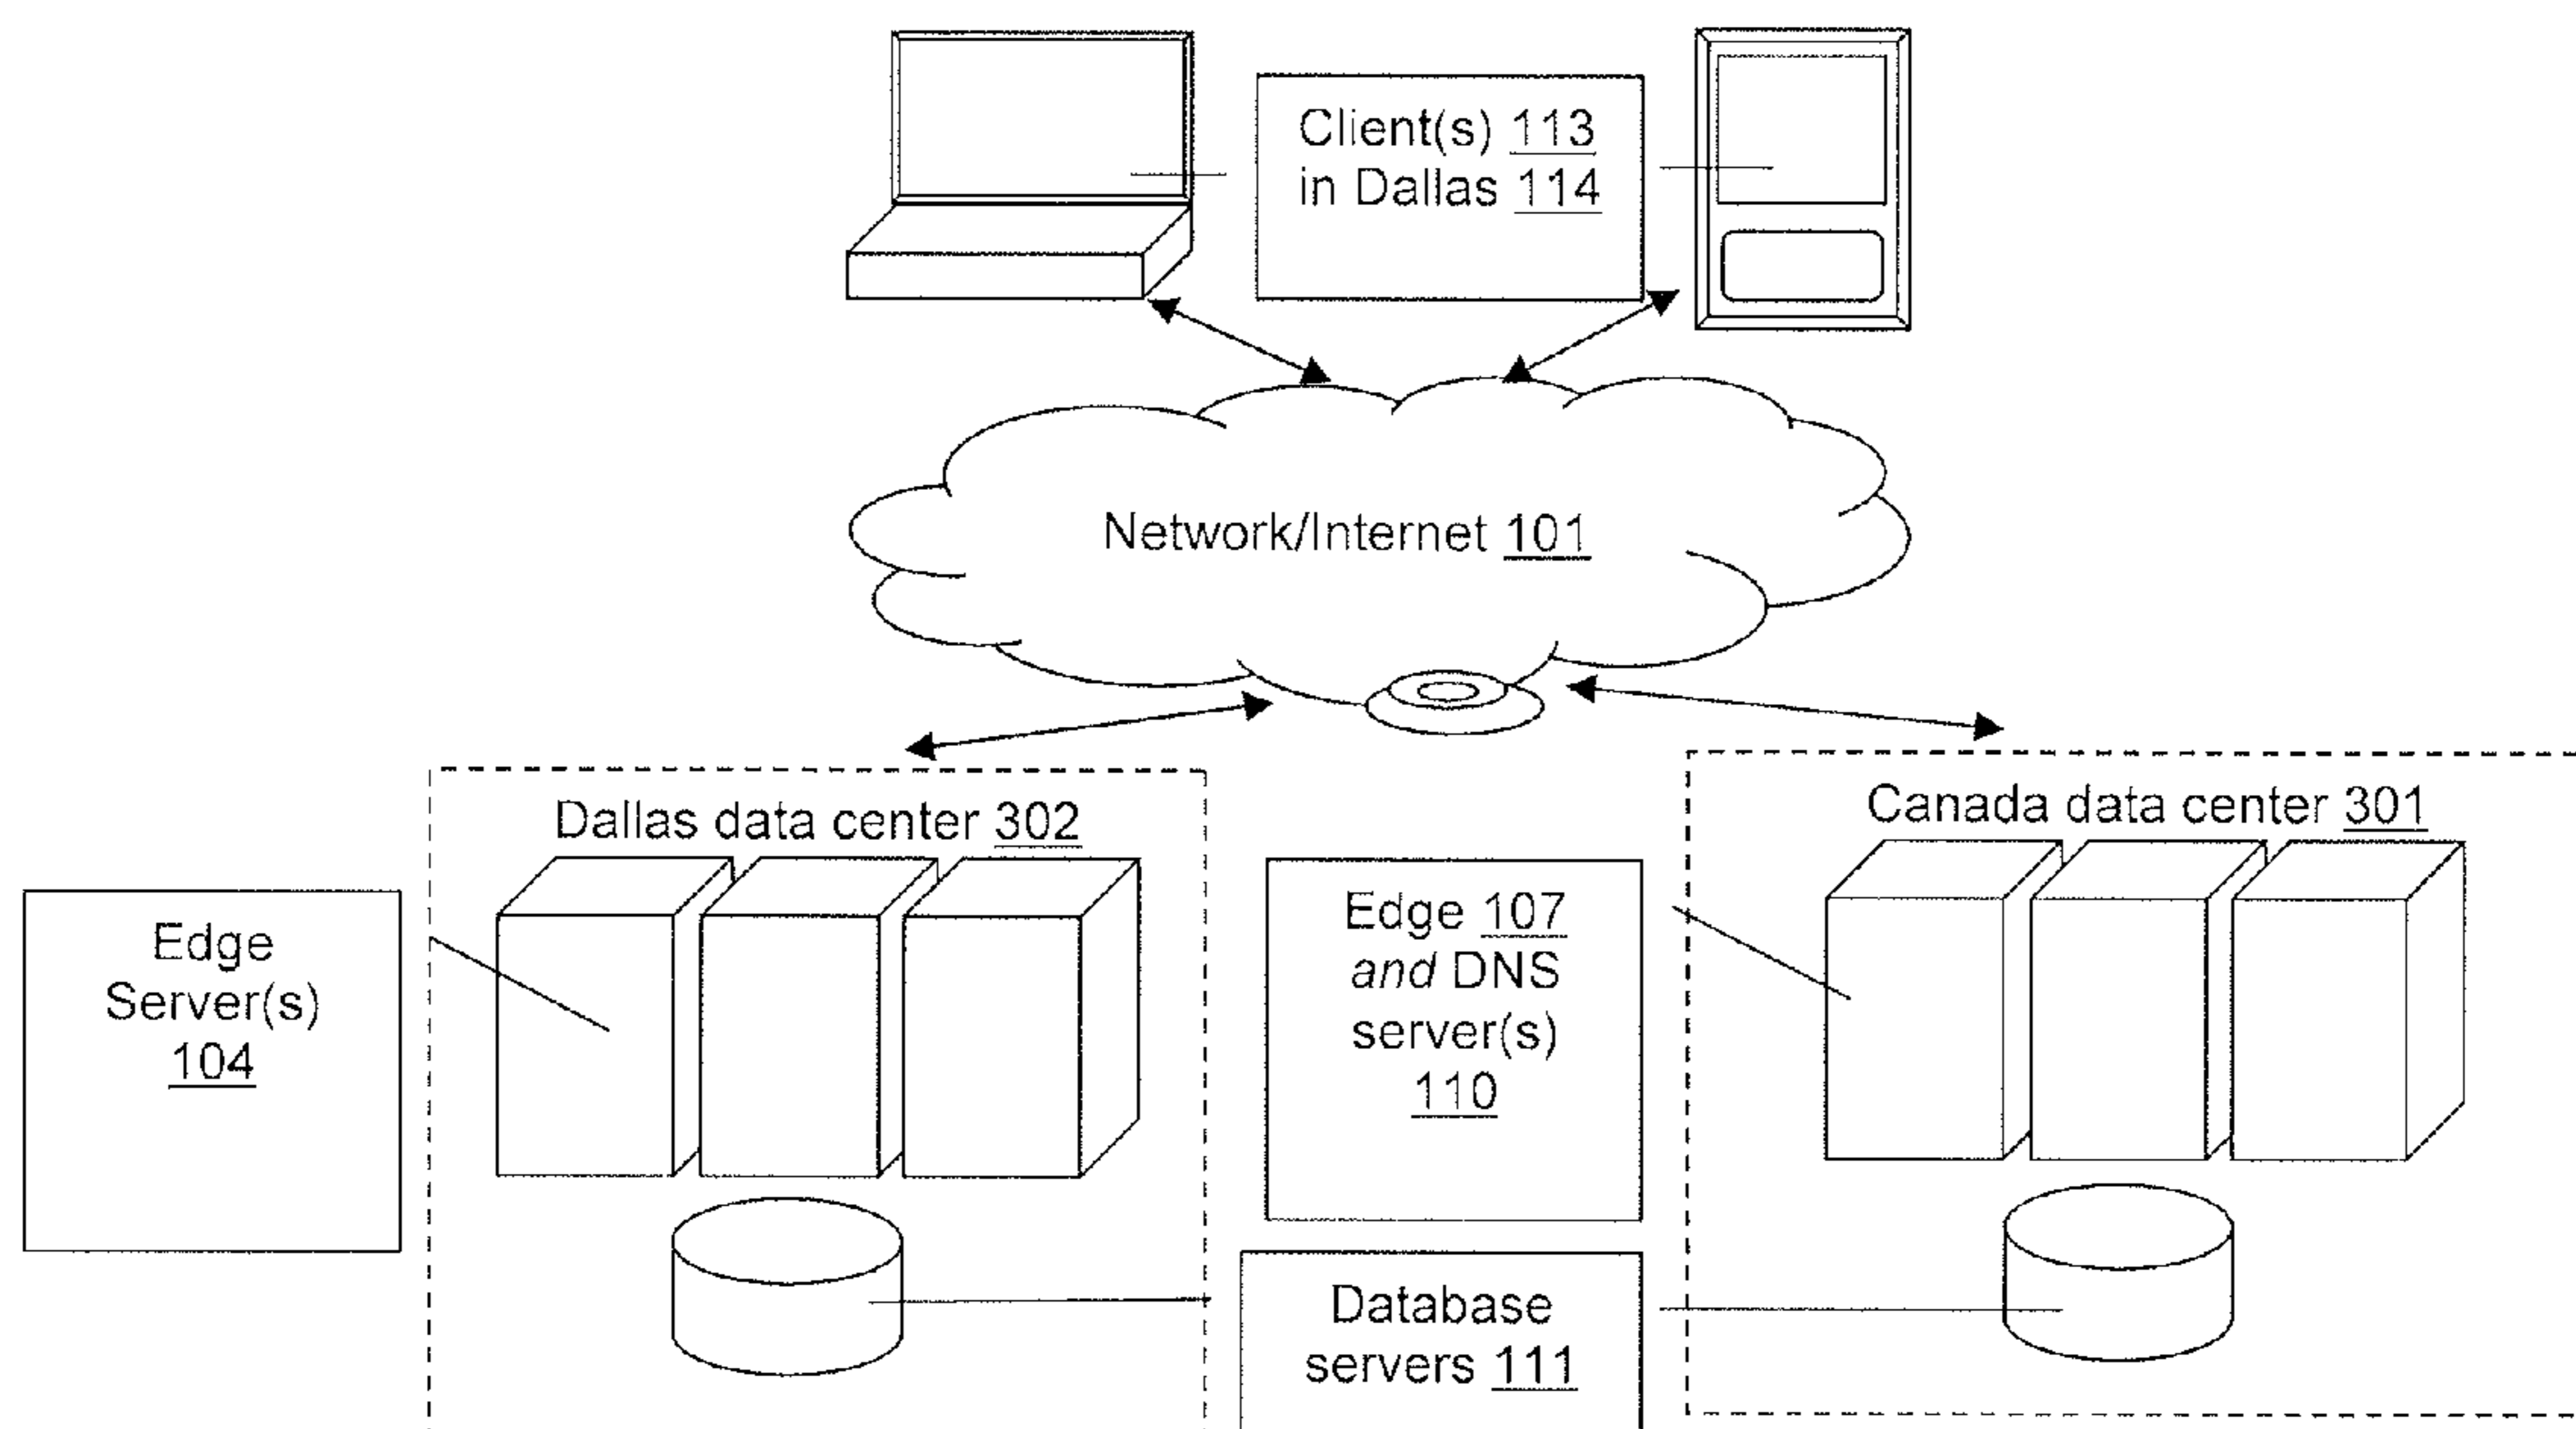 Client(s) 113
in Dallas 114
Network/Internet 101
Dallas data center 302
Canada data center 301
Edge
Server(s)
104
Edge 107
and DNS
server(s)
110
Database
servers 111